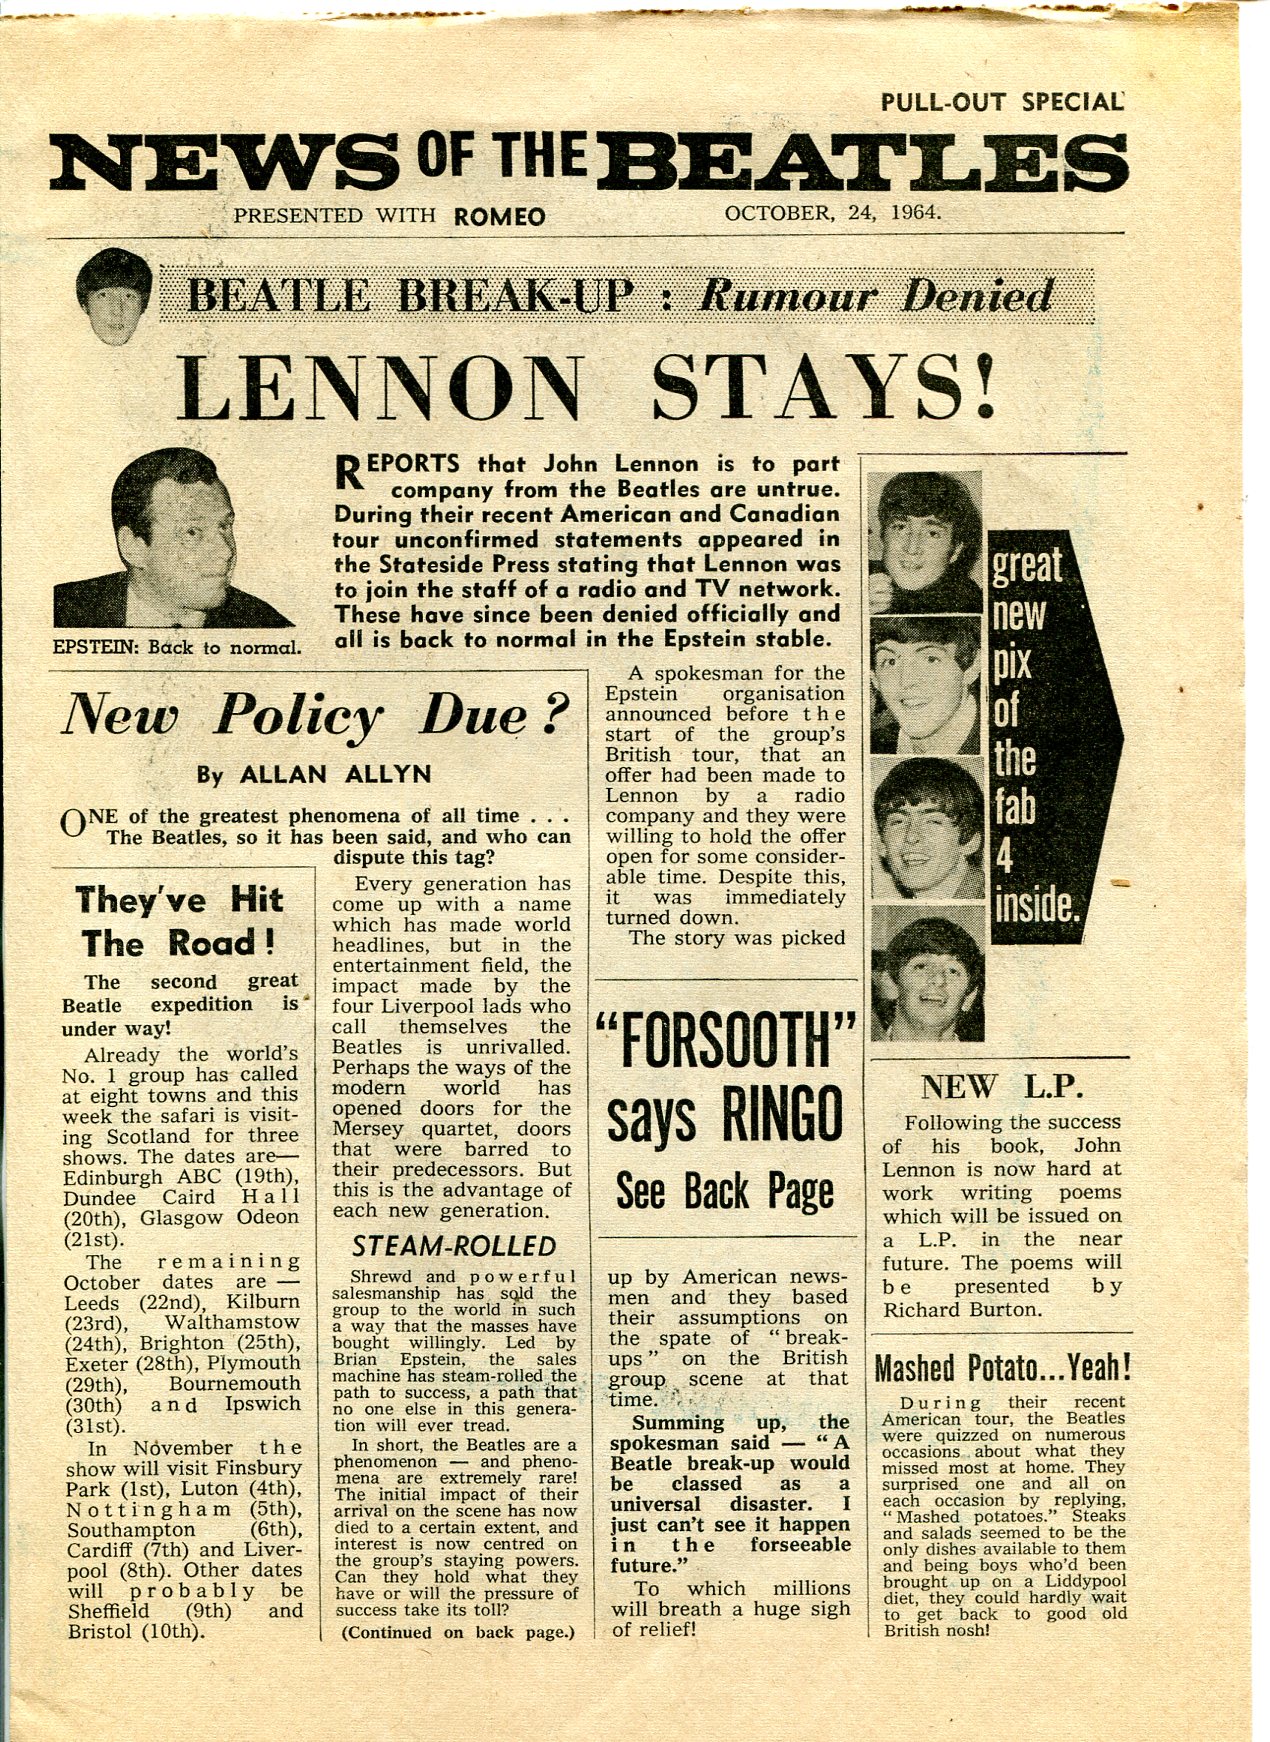 PULL-OUT SPECIAL
NEWS OF THE BEATLES
PRESENTED WITH ROMEO
OCTOBER, 24, 1964.
BEATLE BREAK-UP : Rumour Denied
LENNON STAYS!
EPSTEIN: Back to normal.
REPORTS that John Lennon is to part
company from the Beatles are untrue.
During their recent American and Canadian
tour unconfirmed statements appeared in
the Stateside Press stating that Lennon was
to join the staff of a radio and TV network.
These have since been denied officially and
all is back to normal in the Epstein stable.
A spokesman for the
Epstein organisation
announced before the
start of the group's
British tour, that an
offer had been made to
Lennon by a radio
company and they were
willing to hold the offer
open for some consider-
able time. Despite this,
it was immediately
turned down.
The story was picked
up by American news-
men and they based
their assumptions on
the spate of "break-
ups" on the British
group scene at that
time.
Summing up, the
spokesman said — "A
Beatle break-up would
be classed as a
universal disaster. I
just can't see it happen
in the forseeable
future."
To which millions
will breath a huge sigh
of relief!
New Policy Due?
By ALLAN ALLYN
ONE of the greatest phenomena of all time . . .
The Beatles, so it has been said, and who can
dispute this tag?
Every generation has
come up with a name
which has made world
headlines, but in the
entertainment field, the
impact made by the
four Liverpool lads who
call themselves the
Beatles is unrivalled.
Perhaps the ways of the
modern world has
opened doors for the
Mersey quartet, doors
that were barred to
their predecessors. But
this is the advantage of
each new generation.
STEAM-ROLLED
Shrewd and powerful
salesmanship has sold the
group to the world in such
a way that the masses have
bought willingly. Led by
Brian Epstein, the sales
machine has steam-rolled the
path to success, a path that
no one else in this genera-
tion will ever tread.
In short, the Beatles are a
phenomenon — and pheno-
mena are extremely rare!
The initial impact of their
arrival on the scene has now
died to a certain extent, and
interest is now centred on
the group's staying powers.
Can they hold what they
have or will the pressure of
success take its toll?
(Continued on back page.)
They've Hit
The Road!
The second great
Beatle expedition is
under way!
Already the world's
No. 1 group has called
at eight towns and this
week the safari is visit-
ing Scotland for three
shows. The dates are—
Edinburgh ABC (19th),
Dundee Caird Hall
(20th), Glasgow Odeon
(21st).
The remaining
October dates are —
Leeds (22nd), Kilburn
(23rd), Walthamstow
(24th), Brighton (25th),
Exeter (28th), Plymouth
(29th), Bournemouth
(30th) and Ipswich
(31st).
In November the
show will visit Finsbury
Park (1st), Luton (4th),
Nottingham (5th),
Southampton (6th),
Cardiff (7th) and Liver-
pool (8th). Other dates
will probably be
Sheffield (9th) and
Bristol (10th).
"FORSOOTH"
says RINGO
See Back Page
great
new
pix
of
the
fab
4
inside.
NEW L.P.
Following the success
of his book, John
Lennon is now hard at
work writing poems
which will be issued on
a L.P. in the near
future. The poems will
be presented by
Richard Burton.
Mashed Potato...Yeah!
During their recent
American tour, the Beatles
were quizzed on numerous
occasions about what they
missed most at home. They
surprised one and all on
each occasion by replying,
"Mashed potatoes." Steaks
and salads seemed to be the
only dishes available to them
and being boys who'd been
brought up on a Liddypool
diet, they could hardly wait
to get back to good old
British nosh!